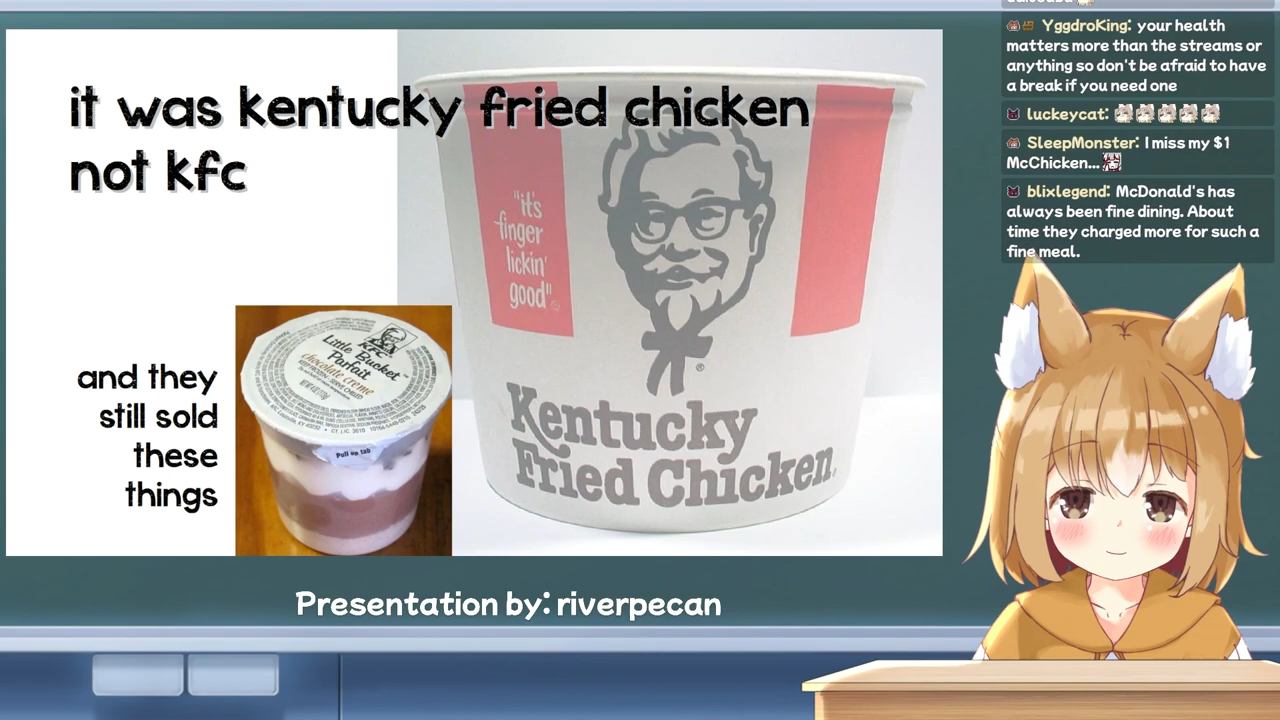 it was kentucky fried chicken
not kfc
"it's
finger
lickin'
good"
®
Kentucky
Fried Chicken
and they
still sold
these
things
KFC
Little Bucket™
Parfait
chocolate creme
Pull up tab
Presentation by: riverpecan
YggdroKing: your health
matters more than the streams or
anything so don't be afraid to have
a break if you need one
luckeycat:
SleepMonster: I miss my $1
McChicken...
blixlegend: McDonald's has
always been fine dining. About
time they charged more for such a
fine meal.